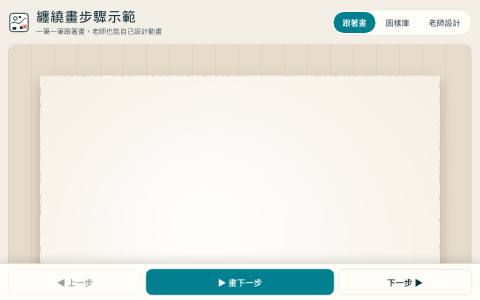 纏繞畫步驟示範
一筆一筆跟著畫，老師也能自己設計動畫
跟著畫
圖樣庫
老師設計
◀ 上一步
▶ 畫下一步
下一步 ▶